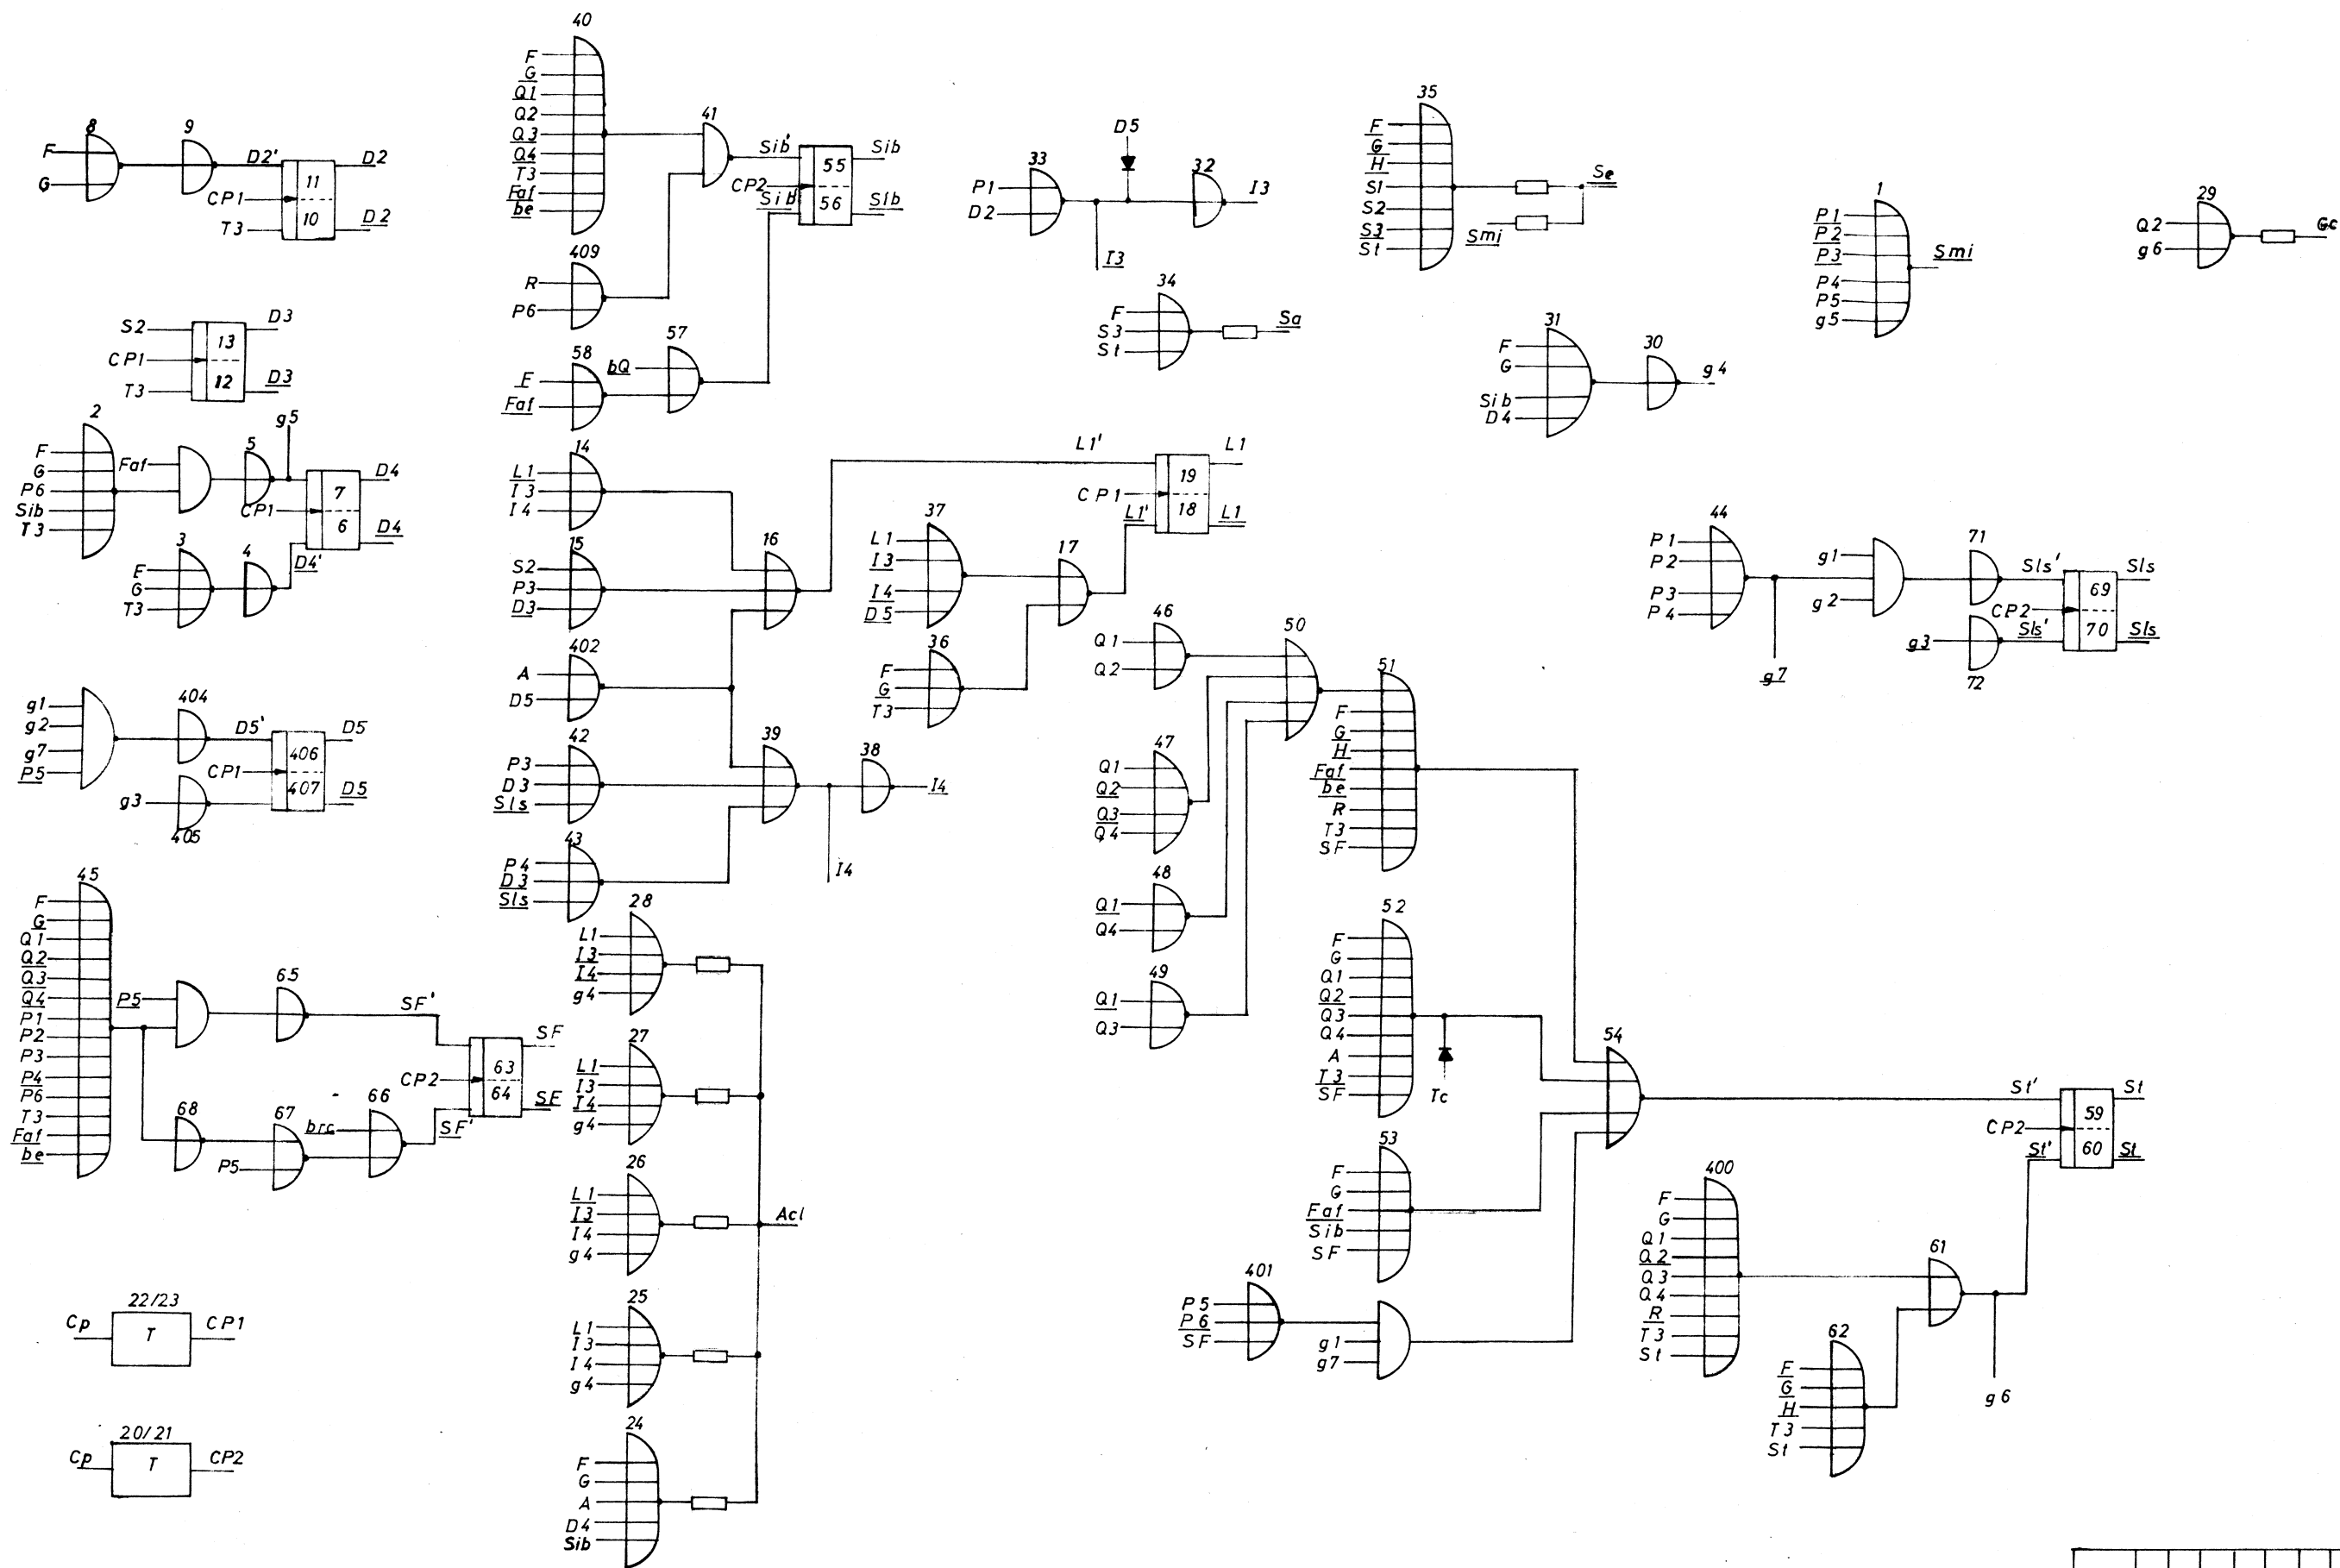 8
F
G
9
D2'
CP1
T3
11
10
D2
D2
S2
CP1
T3
13
12
D3
D3
2
F
G
P6
Sib
T3
Faf
5
g5
CP1
7
6
D4
D4
3
F
G
T3
4
D4'
g1
g2
g7
P5
404
D5'
CP1
g3
405
406
407
D5
D5
45
F
G
Q1
Q2
Q3
Q4
P1
P2
P3
P4
P6
T3
Faf
be
P5
65
SF'
68
67
P5
brc
66
SF'
CP2
63
64
SF
SF
22/23
Cp
T
CP1
20/21
Cp
T
CP2
40
F
G
Q1
Q2
Q3
Q4
T3
Faf
be
41
Sib'
CP2
Sib'
55
56
Sib
Sib
409
R
P6
58
F
Faf
57
bQ
14
L1
I3
I4
15
S2
P3
D3
16
402
A
D5
42
P3
D3
Sls
39
38
I4
I4
43
P4
D3
Sls
L1'
CP1
L1'
19
18
L1
L1
37
L1
I3
I4
D5
17
36
F
G
T3
28
L1
I3
I4
g4
27
L1
I3
I4
g4
26
L1
I3
I4
g4
Acl
25
L1
I3
I4
g4
24
F
G
A
D4
Sib
33
P1
D2
D5
32
I3
I3
34
F
S3
St
Sa
35
F
G
H
S1
S2
S3
St
Smi
Se
31
F
G
Sib
D4
30
g4
1
P1
P2
P3
P4
P5
g5
Smi
29
Q2
g6
Gc
44
P1
P2
P3
P4
g7
g1
g2
71
Sls'
g3
72
Sls'
CP2
69
70
Sls
Sls
46
Q1
Q2
47
Q1
Q2
Q3
Q4
48
Q1
Q4
49
Q1
Q3
50
51
F
G
H
Faf
be
R
T3
SF
52
F
G
Q1
Q2
Q3
Q4
A
T3
SF
Tc
53
F
G
Faf
Sib
SF
401
P5
P6
SF
g1
g7
54
St'
CP2
St'
59
60
St
St
400
F
G
Q1
Q2
Q3
Q4
R
T3
St
61
g6
62
F
G
H
T3
St